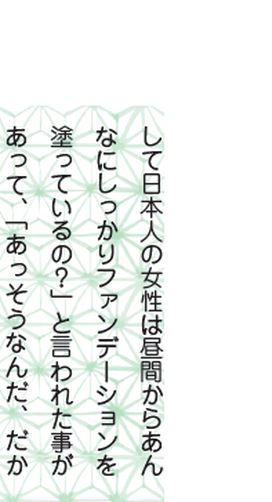 して日本人の女性は昼間からあん
なにしっかりファンデーションを
塗っているの？」と言われた事が
あって、「あっそうなんだ、だか